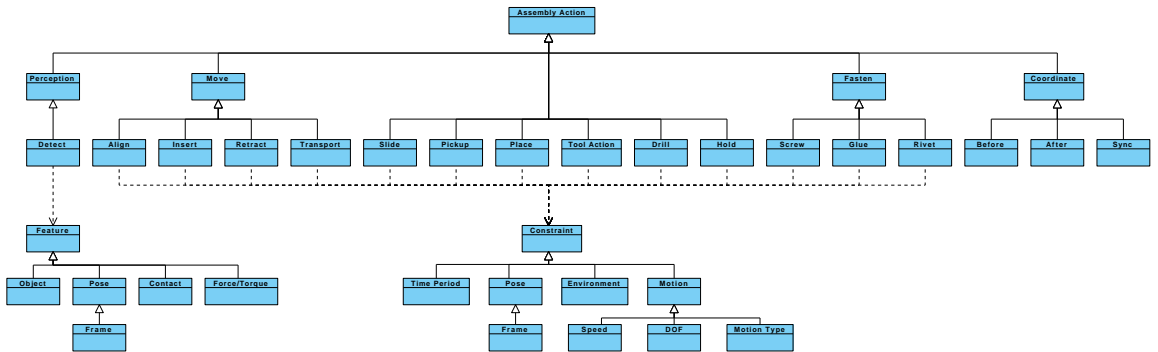 Assembly Action
Perception
Move
Fasten
Coordinate
Detect
Align
Insert
Retract
Transport
Slide
Pickup
Place
Tool Action
Drill
Hold
Screw
Glue
Rivet
Before
After
Sync
Feature
Constraint
Object
Pose
Contact
Force/Torque
Time Period
Pose
Environment
Motion
Frame
Frame
Speed
DOF
Motion Type